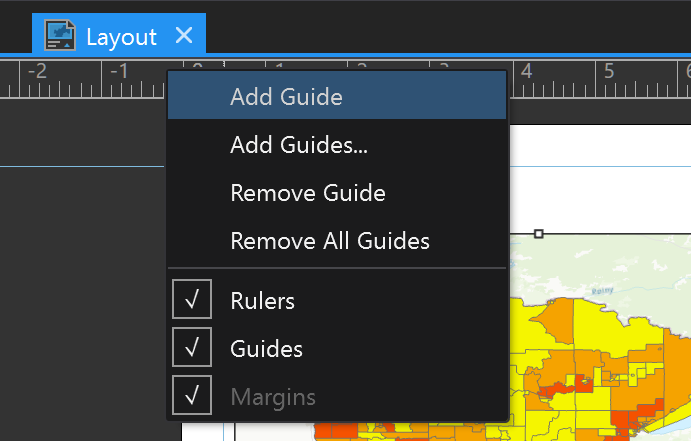 Layout
-2 -1 0 1 2 3 4 5 6
Add Guide
Add Guides...
Remove Guide
Remove All Guides
Rulers
Guides
Margins
Rainy